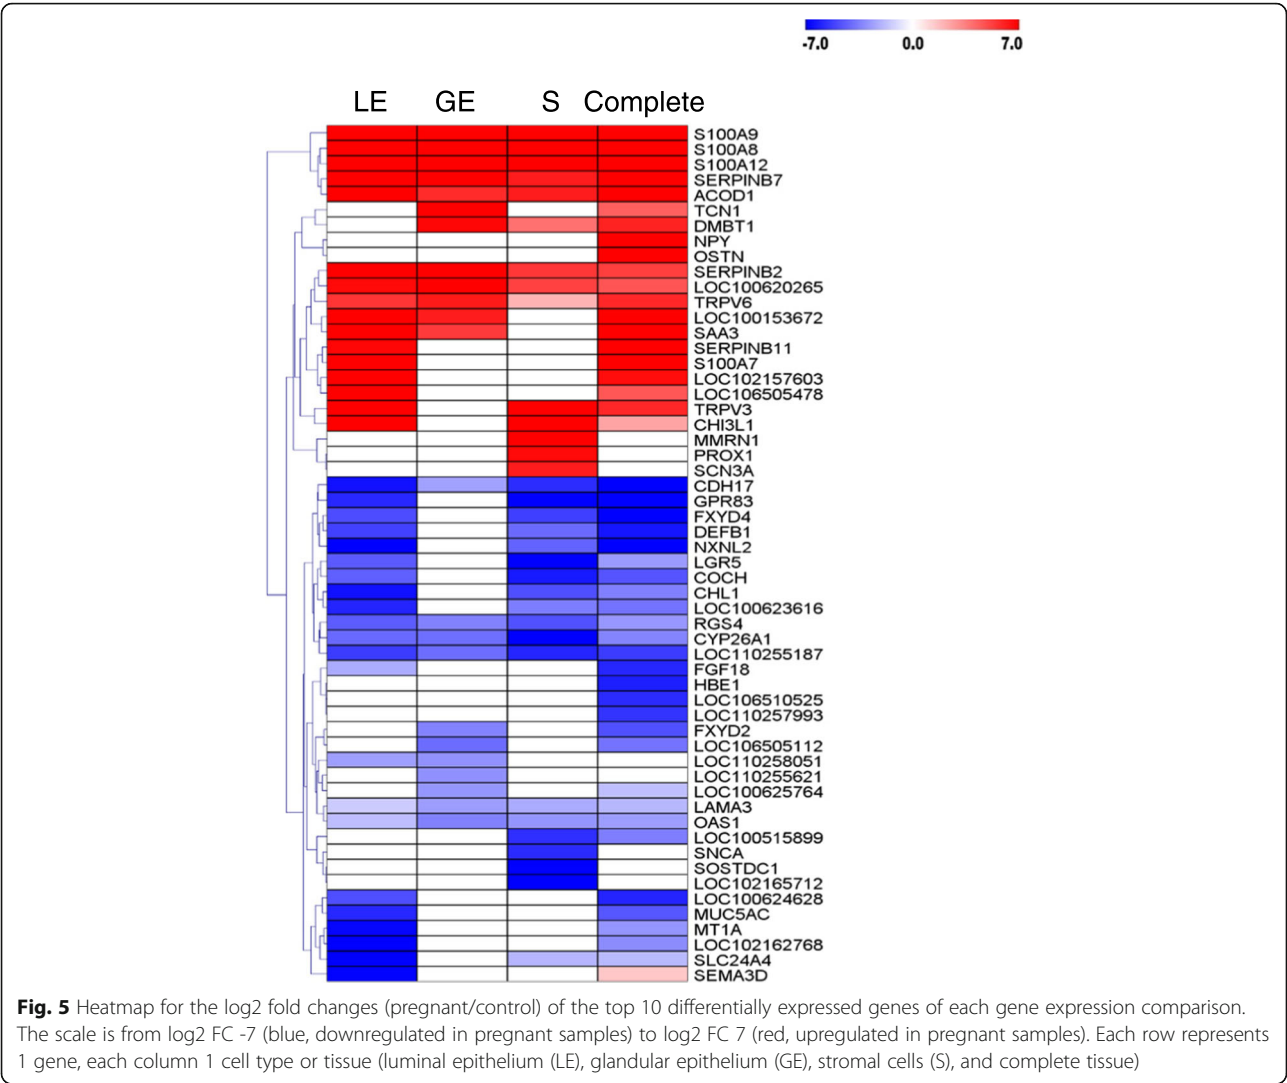 -7.0 0.0 7.0
LE GE S Complete
S100A9
S100A8
S100A12
SERPINB7
ACOD1
TCN1
DMBT1
NPY
OSTN
SERPINB2
LOC100620265
TRPV6
LOC100153672
SAA3
SERPINB11
S100A7
LOC102157603
LOC106505478
TRPV3
CHI3L1
MMRN1
PROX1
SCN3A
CDH17
GPR83
FXYD4
DEFB1
NXNL2
LGR5
COCH
CHL1
LOC100623616
RGS4
CYP26A1
LOC110255187
FGF18
HBE1
LOC106510525
LOC110257993
FXYD2
LOC106505112
LOC110258051
LOC110255621
LOC100625764
LAMA3
OAS1
LOC100515899
SNCA
SOSTDC1
LOC102165712
LOC100624628
MUC5AC
MT1A
LOC102162768
SLC24A4
SEMA3D
Fig. 5 Heatmap for the log2 fold changes (pregnant/control) of the top 10 differentially expressed genes of each gene expression comparison.
The scale is from log2 FC -7 (blue, downregulated in pregnant samples) to log2 FC 7 (red, upregulated in pregnant samples). Each row represents
1 gene, each column 1 cell type or tissue (luminal epithelium (LE), glandular epithelium (GE), stromal cells (S), and complete tissue)